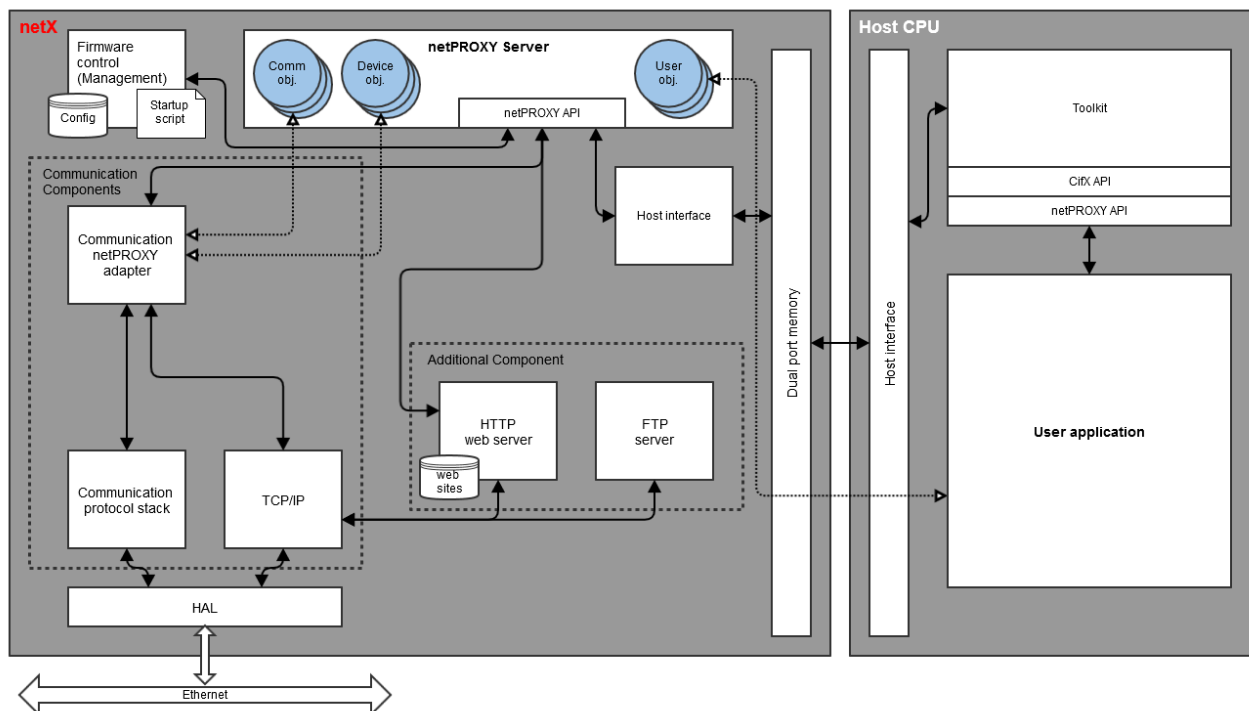 netX
Host CPU
Firmware
control
(Management)
Config
Startup
script
netPROXY Server
Comm
obj.
Device
obj.
User
obj.
netPROXY API
Communication
Components
Communication
netPROXY
adapter
Host interface
Additional Component
HTTP
web server
web
sites
FTP
server
Communication
protocol stack
TCP/IP
HAL
Ethernet
Dual port memory
Host interface
Toolkit
CifX API
netPROXY API
User application